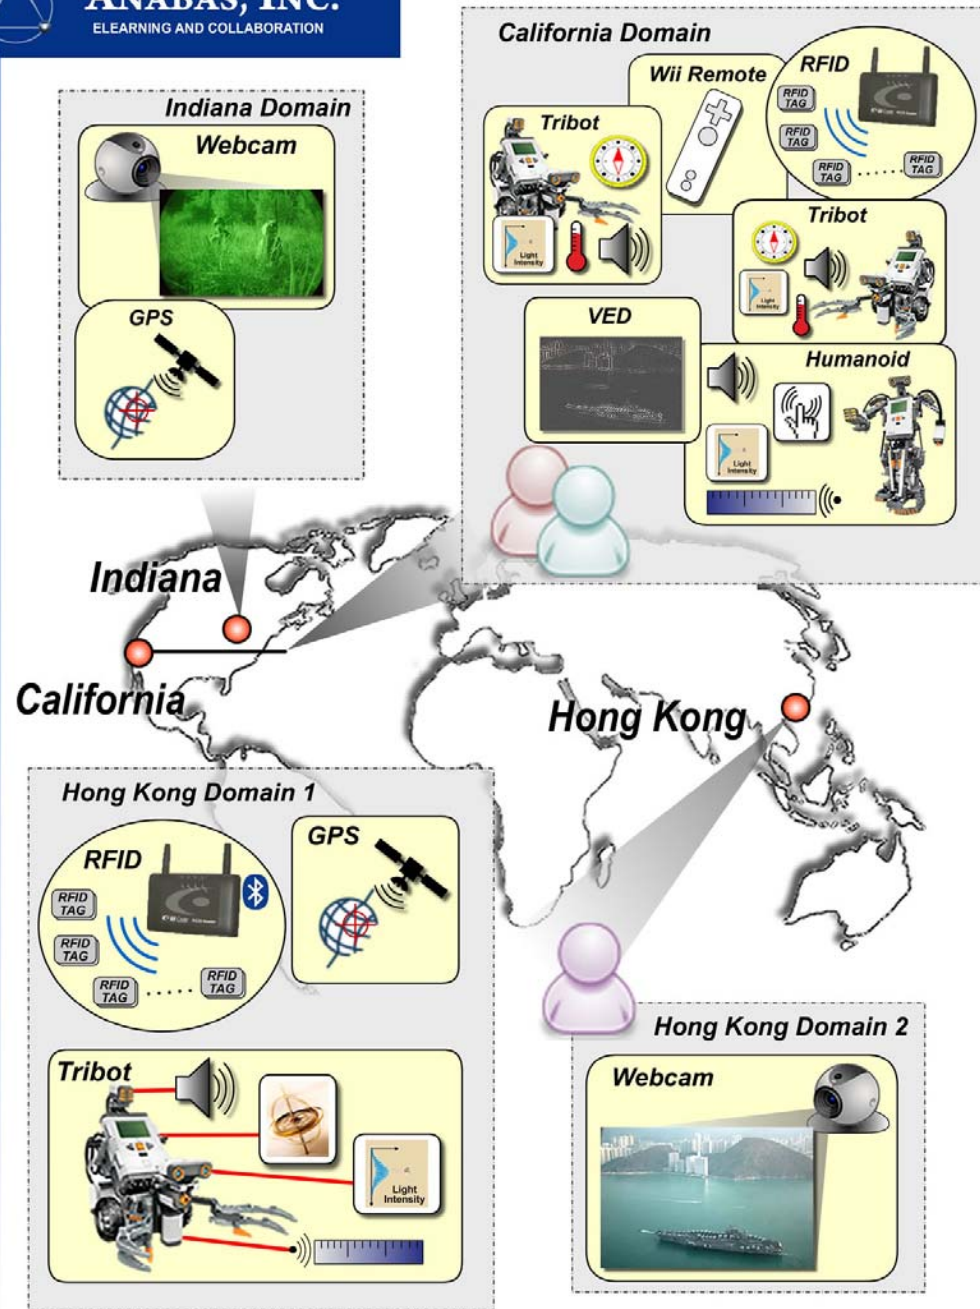 ANABAS, INC.
ELEARNING AND COLLABORATION
Indiana Domain
Webcam
GPS
California Domain
Wii Remote
RFID
RFID
TAG
RFID
TAG
RFID
TAG
......
RFID
TAG
Tribot
Light
Intensity
Tribot
Light
Intensity
VED
Humanoid
Light
Intensity
Indiana
California
Hong Kong
Hong Kong Domain 1
RFID
RFID
TAG
RFID
TAG
RFID
TAG
.....
RFID
TAG
GPS
Tribot
Light
Intensity
Hong Kong Domain 2
Webcam